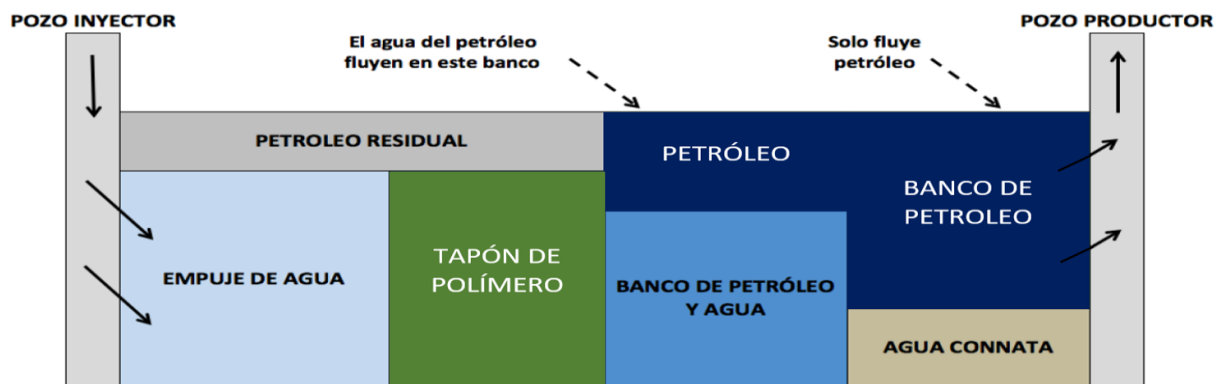 POZO INYECTOR
POZO PRODUCTOR
El agua del petróleo
fluyen en este banco
Solo fluye
petróleo
PETROLEO RESIDUAL
PETRÓLEO
BANCO DE
PETROLEO
EMPUJE DE AGUA
TAPÓN DE
POLÍMERO
BANCO DE PETRÓLEO
Y AGUA
AGUA CONNATA